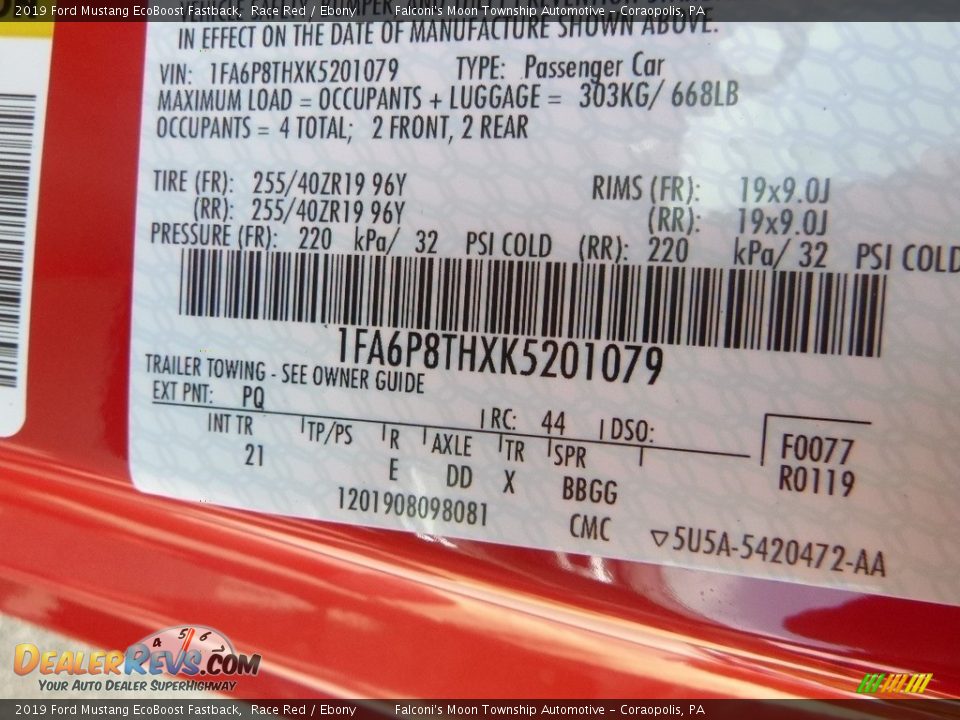 2019 Ford Mustang EcoBoost Fastback, Race Red / Ebony Falconi's Moon Township Automotive - Coraopolis, PA
IN EFFECT ON THE DATE OF MANUFACTURE SHOWN ABOVE.
VIN: 1FA6P8THXK5201079 TYPE: Passenger Car
MAXIMUM LOAD = OCCUPANTS + LUGGAGE = 303KG/ 668LB
OCCUPANTS = 4 TOTAL; 2 FRONT, 2 REAR
TIRE (FR): 255/40ZR19 96Y RIMS (FR): 19x9.0J
(RR): 255/40ZR19 96Y (RR): 19x9.0J
PRESSURE (FR): 220 kPa/ 32 PSI COLD (RR): 220 kPa/ 32 PSI COLD
1FA6P8THXK5201079
TRAILER TOWING - SEE OWNER GUIDE
EXT PNT: PQ RC: 44 DSO:
INT TR TP/PS R AXLE TR SPR F0077
21 E DD X BBGG R0119
1201908098081 CMC ▽5U5A-5420472-AA
4 5 6 7
DEALERREVS.COM
YOUR AUTO DEALER SUPERHIGHWAY
2019 Ford Mustang EcoBoost Fastback, Race Red / Ebony Falconi's Moon Township Automotive - Coraopolis, PA